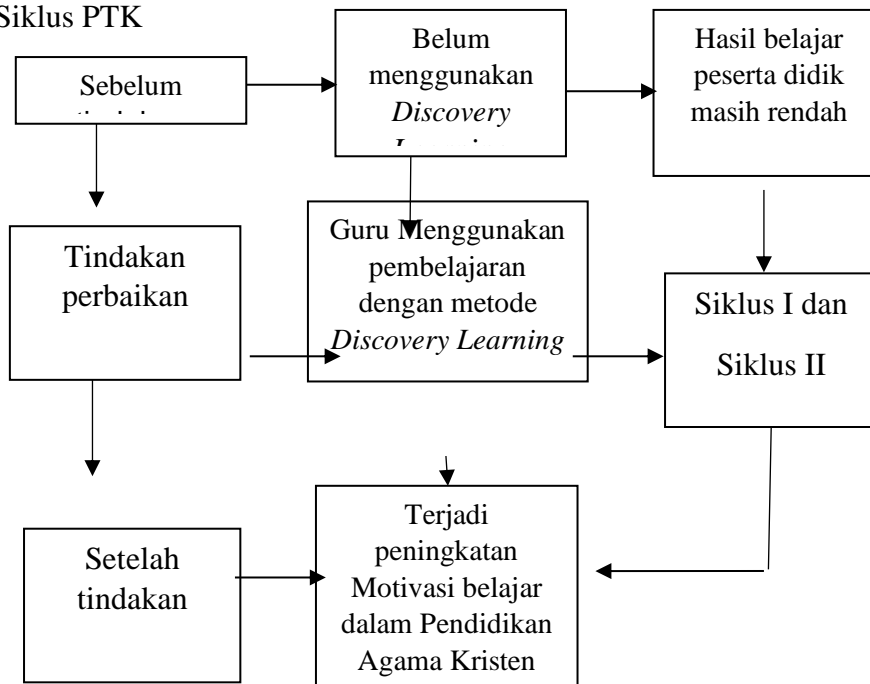 Siklus PTK
Sebelum
Belum
menggunakan
Discovery
Hasil belajar
peserta didik
masih rendah
Tindakan
perbaikan
Guru Menggunakan
pembelajaran
dengan metode
Discovery Learning
Siklus I dan
Siklus II
Setelah
tindakan
Terjadi
peningkatan
Motivasi belajar
dalam Pendidikan
Agama Kristen